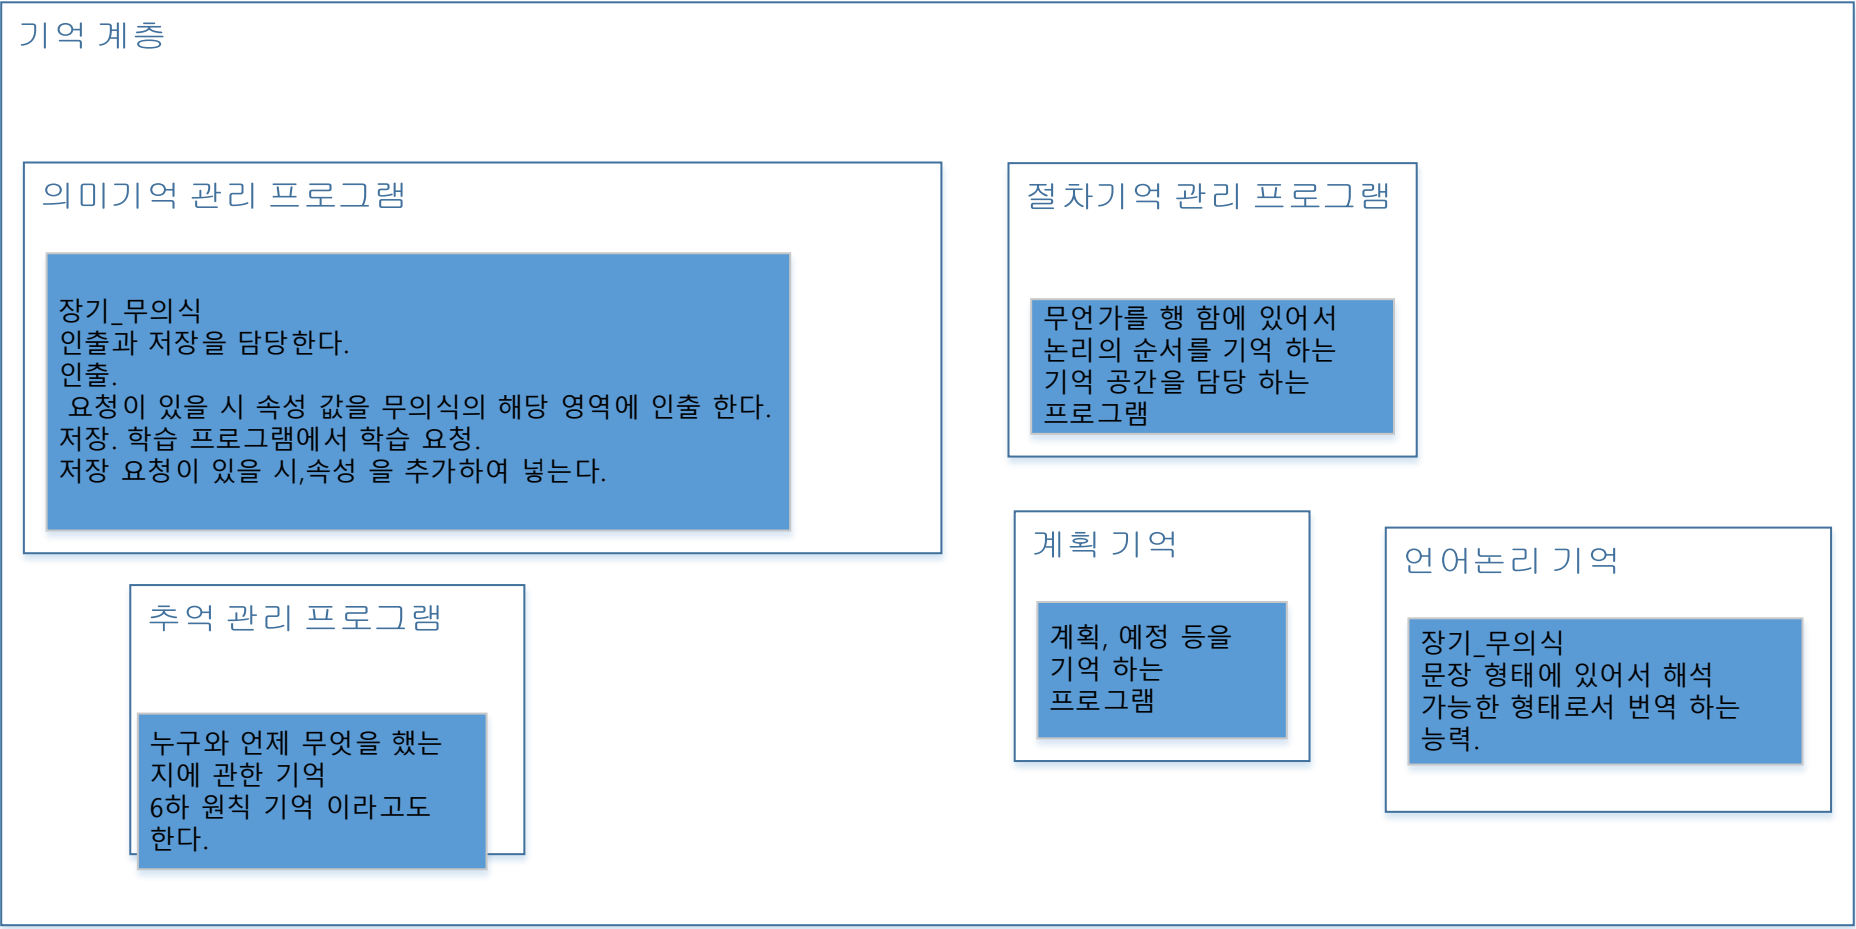 기억 계층
의미기억 관리 프로그램
장기_무의식
인출과 저장을 담당한다.
인출.
요청이 있을 시 속성 값을 무의식의 해당 영역에 인출 한다.
저장. 학습 프로그램에서 학습 요청.
저장 요청이 있을 시,속성 을 추가하여 넣는다.
절차기억 관리 프로그램
무언가를 행 함에 있어서
논리의 순서를 기억 하는
기억 공간을 담당 하는
프로그램
추억 관리 프로그램
누구와 언제 무엇을 했는
지에 관한 기억
6하 원칙 기억 이라고도
한다.
계획 기억
계획, 예정 등을
기억 하는
프로그램
언어논리 기억
장기_무의식
문장 형태에 있어서 해석
가능한 형태로서 번역 하는
능력.